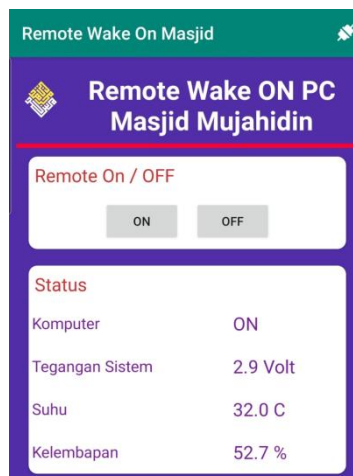 Remote Wake On Masjid
Remote Wake ON PC
Masjid Mujahidin
Remote On / OFF
ON OFF
Status
Komputer ON
Tegangan Sistem 2.9 Volt
Suhu 32.0 C
Kelembapan 52.7 %